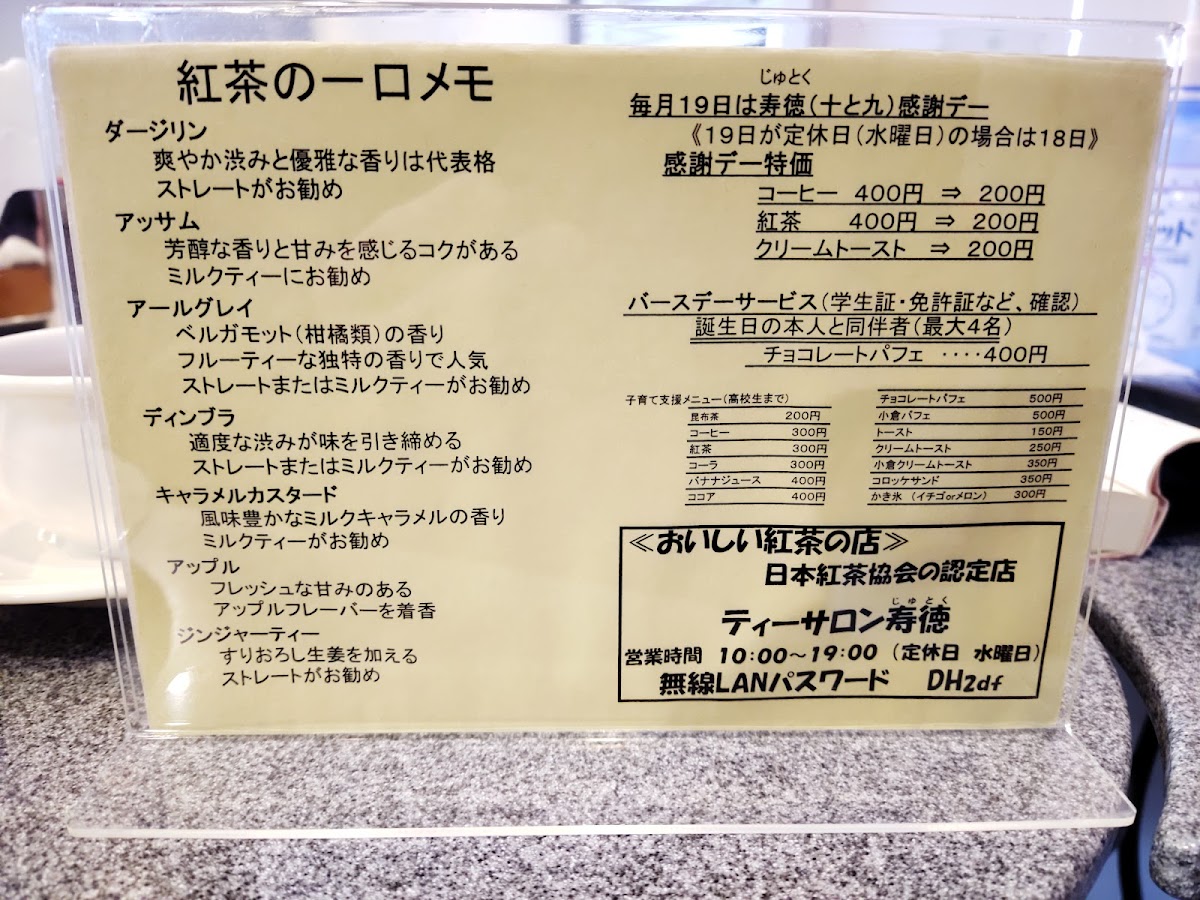 紅茶の一口メモ
ダージリン
爽やか渋みと優雅な香りは代表格
ストレートがお勧め
アッサム
芳醇な香りと甘みを感じるコクがある
ミルクティーにお勧め
アールグレイ
ベルガモット(柑橘類)の香り
フルーティーな独特の香りで人気
ストレートまたはミルクティーがお勧め
ディンブラ
適度な渋みが味を引き締める
ストレートまたはミルクティーがお勧め
キャラメルカスタード
風味豊かなミルクキャラメルの香り
ミルクティーがお勧め
アップル
フレッシュな甘みのある
アップルフレーバーを着香
ジンジャーティー
すりおろし生姜を加える
ストレートがお勧め
じゅとく
毎月19日は寿徳(十と九)感謝デー
《19日が定休日(水曜日)の場合は18日》
感謝デー特価
コーヒー 400円 ⇒ 200円
紅茶 400円 ⇒ 200円
クリームトースト ⇒ 200円
バースデーサービス(学生証・免許証など、確認)
誕生日の本人と同伴者(最大4名)
チョコレートパフェ ‥‥400円
子育て支援メニュー(高校生まで)
昆布茶 200円
コーヒー 300円
紅茶 300円
コーラ 300円
バナナジュース 400円
ココア 400円
チョコレートパフェ 500円
小倉パフェ 500円
トースト 150円
クリームトースト 250円
小倉クリームトースト 350円
コロッケサンド 350円
かき氷 (イチゴorメロン) 300円
≪おいしい紅茶の店≫
日本紅茶協会の認定店
じゅとく
ティーサロン寿徳
営業時間 10:00～19:00 (定休日 水曜日)
無線LANパスワード DH2df
ット